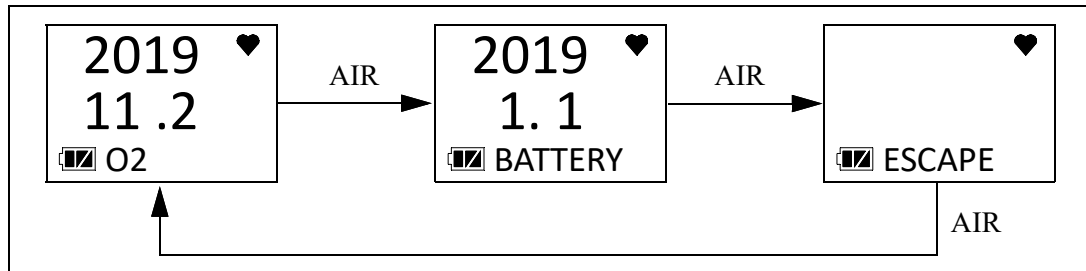 2019
11 .2
O2
AIR
2019
1. 1
BATTERY
AIR
ESCAPE
AIR